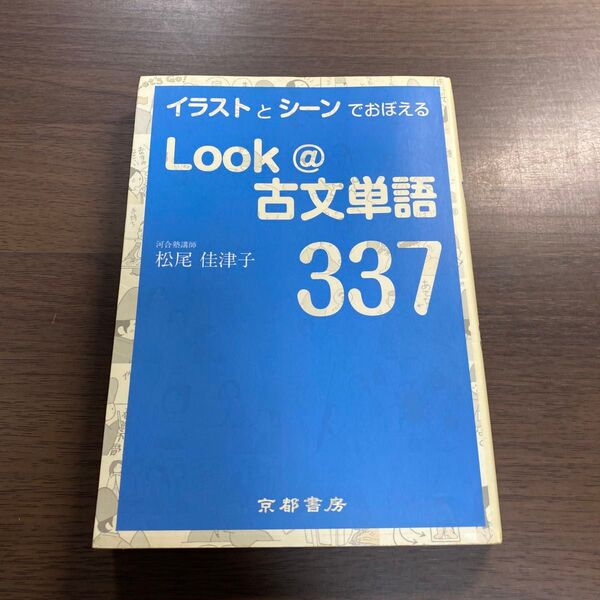 イラストとシーンでおぼえる
Look@
古文単語
河合塾講師
松尾 佳津子
337
京都書房